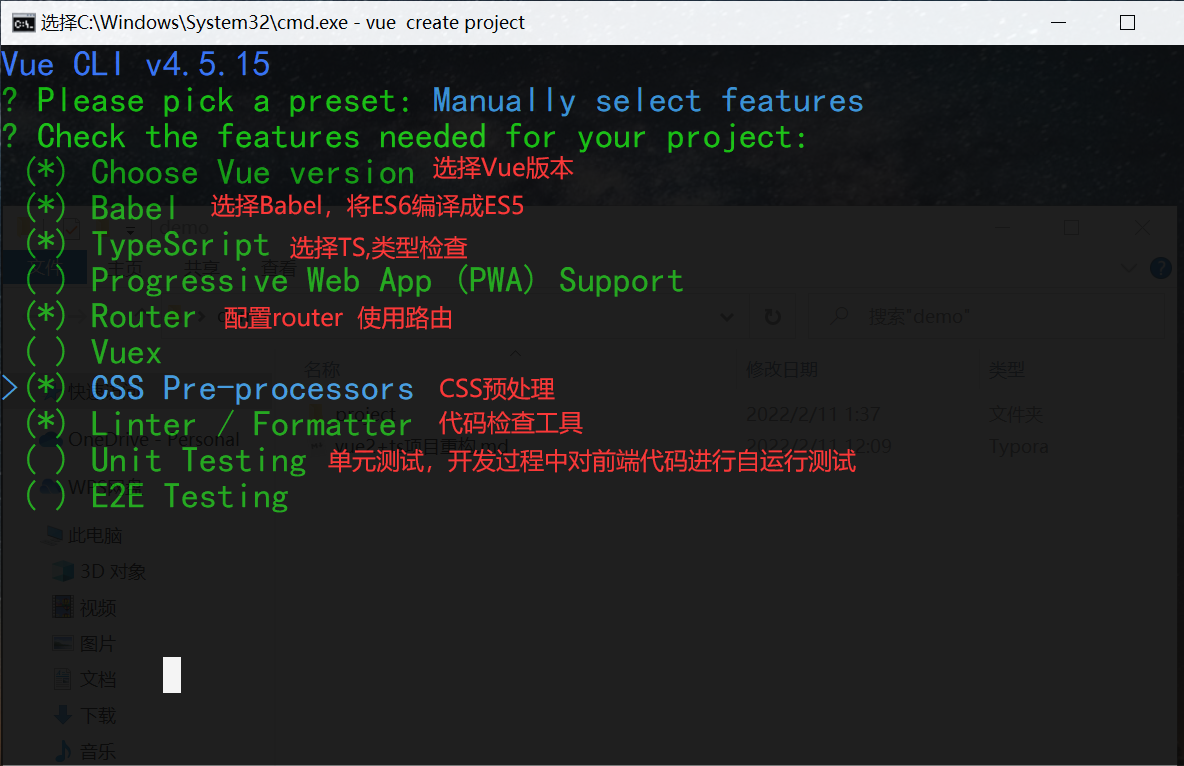 选择C:\Windows\System32\cmd.exe - vue  create project
Vue CLI v4.5.15
? Please pick a preset: Manually select features
? Check the features needed for your project:
(*) Choose Vue version 选择Vue版本
(*) Babel 选择Babel，将ES6编译成ES5
demo
(*) TypeScript 选择TS,类型检查
文件 主页 共享 查看
( ) Progressive Web App (PWA) Support
(*) Router 配置router 使用路由
搜索"demo"
( ) Vuex
名称 修改日期 类型
>(*) CSS Pre-processors CSS预处理
project 2022/2/11 1:37 文件夹
(*) Linter / Formatter 代码检查工具
OneDrive - Personal vue2+ts项目重构.md 2022/2/11 12:09 Typora
( ) Unit Testing 单元测试，开发过程中对前端代码进行自运行测试
( ) E2E Testing
此电脑
3D 对象
视频
图片
文档
下载
音乐